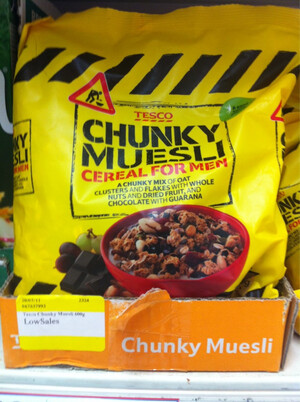 TESCO
CHUNKY
MUESLI
CEREAL FOR MEN
A CHUNKY MIX OF OAT
CLUSTERS AND FLAKES WITH WHOLE
NUTS AND DRIED FRUIT, AND
CHOCOLATE WITH GUARANA
Tesco Chunky Muesli 400g
LowSales
Chunky Muesli